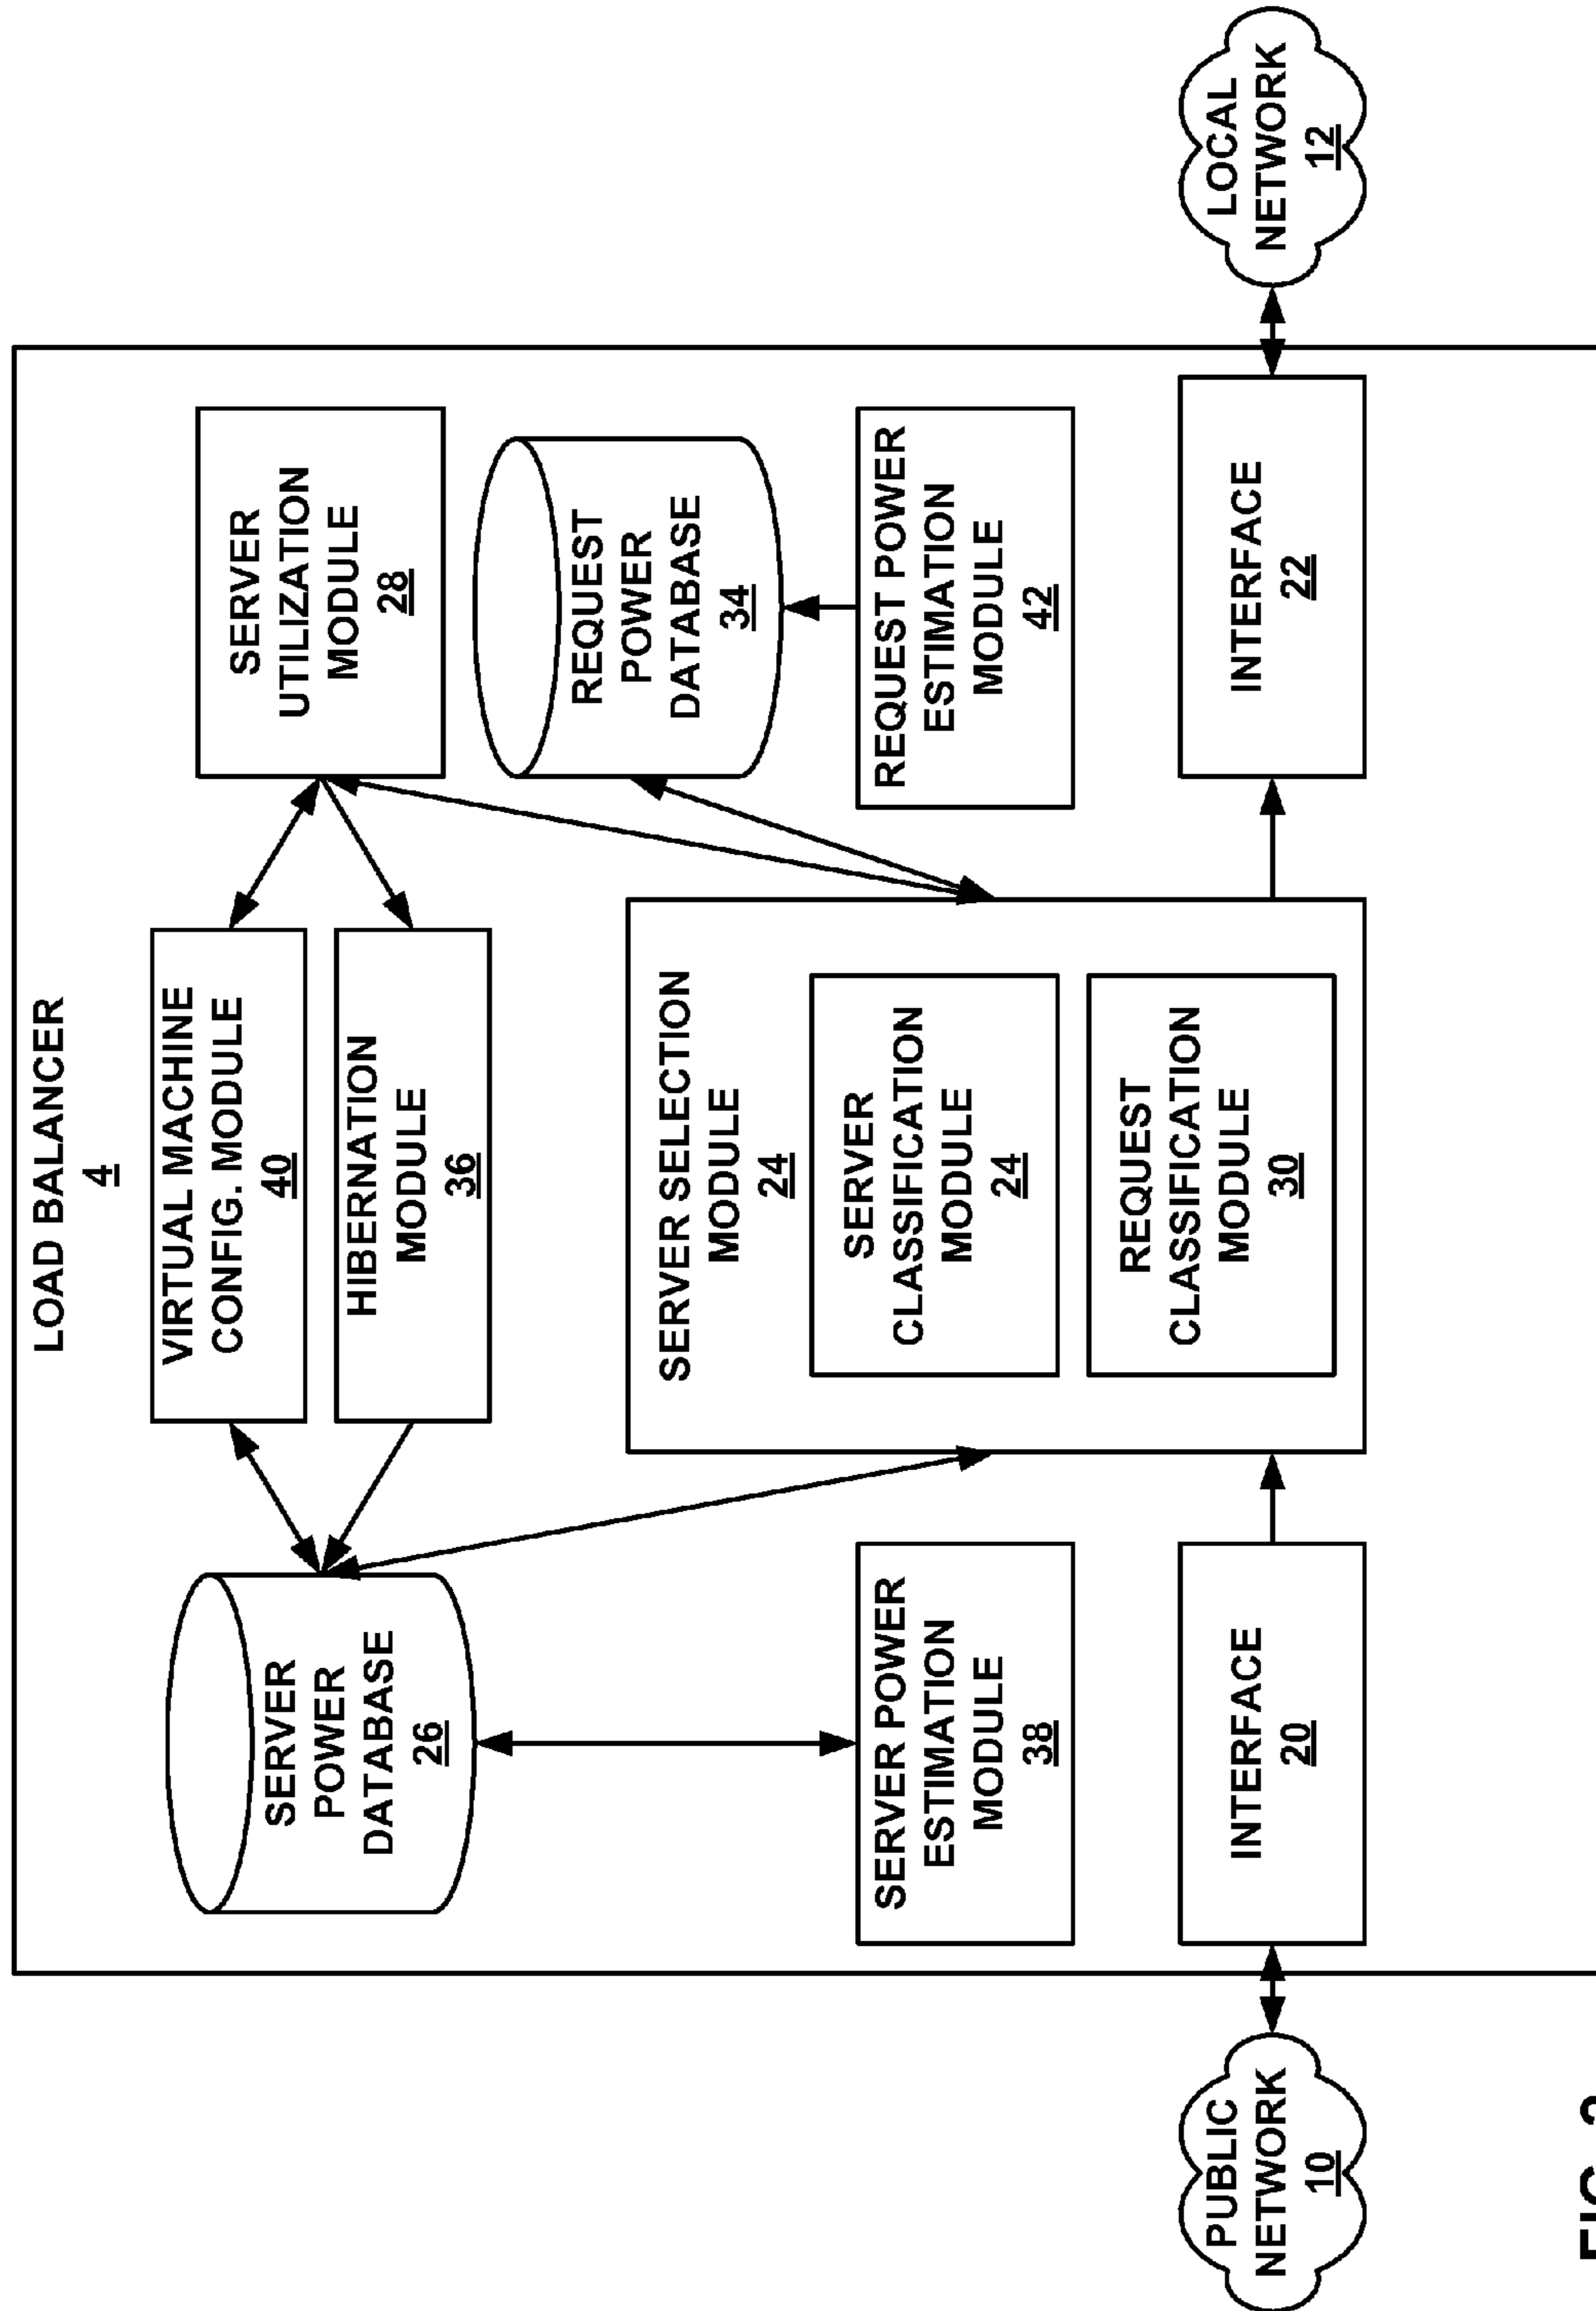 LOAD BALANCER
4
SERVER
POWER
DATABASE
26
VIRTUAL MACHINE
CONFIG. MODULE
40
HIBERNATION
MODULE
36
SERVER
UTILIZATION
MODULE
28
REQUEST
POWER
DATABASE
34
SERVER SELECTION
MODULE
24
SERVER
CLASSIFICATION
MODULE
24
REQUEST
CLASSIFICATION
MODULE
30
SERVER POWER
ESTIMATION
MODULE
38
REQUEST POWER
ESTIMATION
MODULE
42
PUBLIC
NETWORK
10
INTERFACE
20
INTERFACE
22
LOCAL
NETWORK
12
FIG.